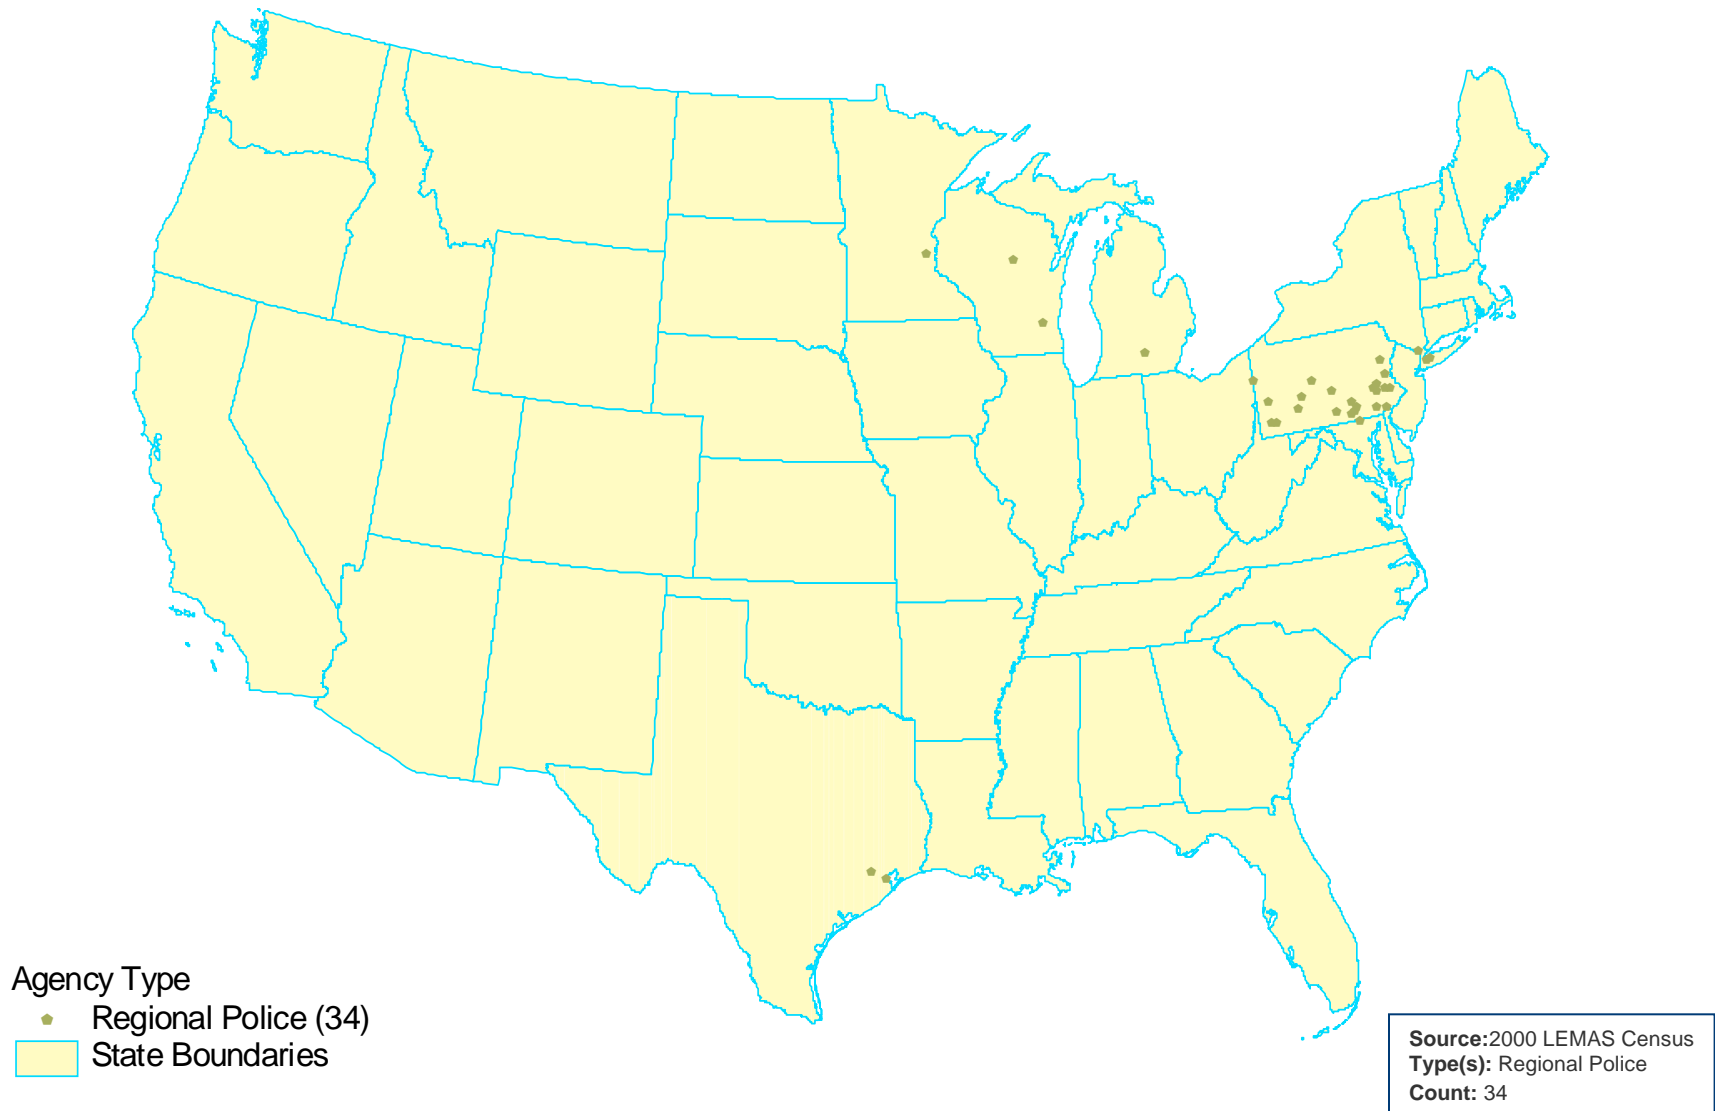 Agency Type
Regional Police (34)
State Boundaries
Source:2000 LEMAS Census
Type(s): Regional Police
Count: 34